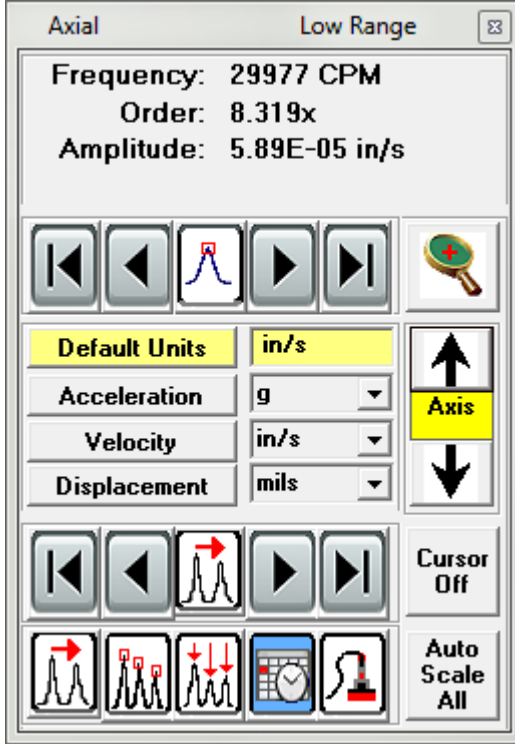 Axial Low Range
Frequency: 29977 CPM
Order: 8.319x
Amplitude: 5.89E-05 in/s
Default Units in/s
Acceleration g
Velocity in/s
Displacement mils
Axis
Cursor
Off
Auto
Scale
All